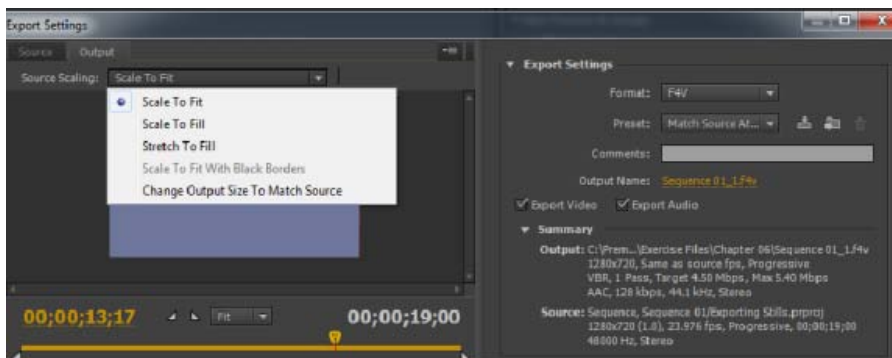 Export Settings
Source Output
Source Scaling: Scale To Fit
Scale To Fit
Scale To Fill
Stretch To Fill
Scale To Fit With Black Borders
Change Output Size To Match Source
00;00;13;17 Fit 00;00;19;00
Export Settings
Format: F4V
Preset: Match Source At...
Comments:
Output Name: Sequence 01_1.f4v
Export Video Export Audio
Summary
Output: C:\Prem...\Exercise Files\Chapter 06\Sequence 01_1.f4v
1280x720, Same as source fps, Progressive
VBR, 1 Pass, Target 4.50 Mbps, Max 5.40 Mbps
AAC, 128 kbps, 44.1 kHz, Stereo
Source: Sequence, Sequence 01/Exporting Stills.prproj
1280x720 (1.0), 23.976 fps, Progressive, 00;00;19;00
48000 Hz, Stereo